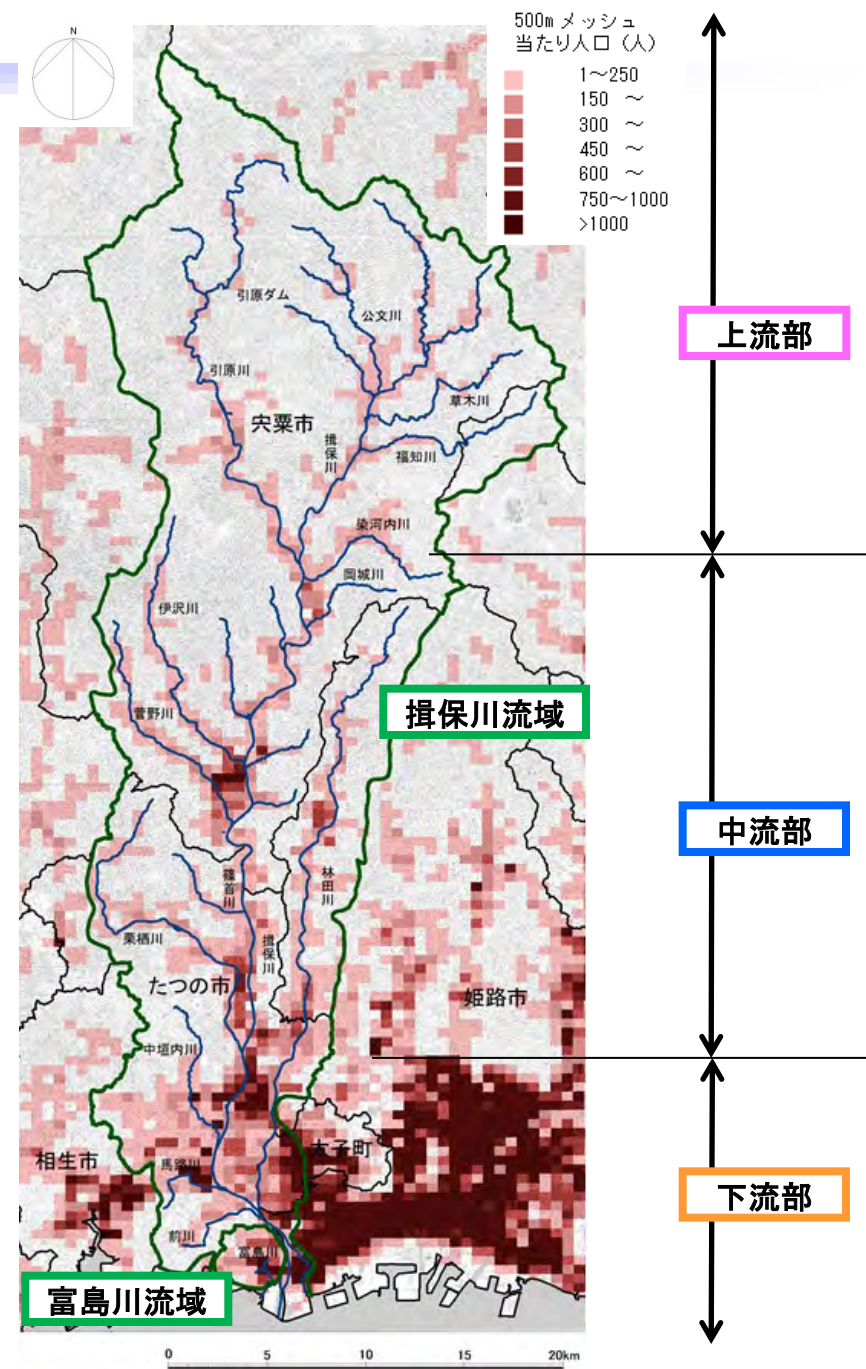 N
500m メッシュ
当たり人口 (人)
1～250
150 ～
300 ～
450 ～
600 ～
750～1000
>1000
引原ダム
公文川
上流部
引原川
草木川
宍粟市
揖保川
福知川
染河内川
岡城川
伊沢川
揖保川流域
菅野川
中流部
篠首川
林田川
栗栖川
揖保川
たつの市
姫路市
中垣内川
太子町
相生市
馬路川
下流部
前川
富島川
富島川流域
0 5 10 15 20km